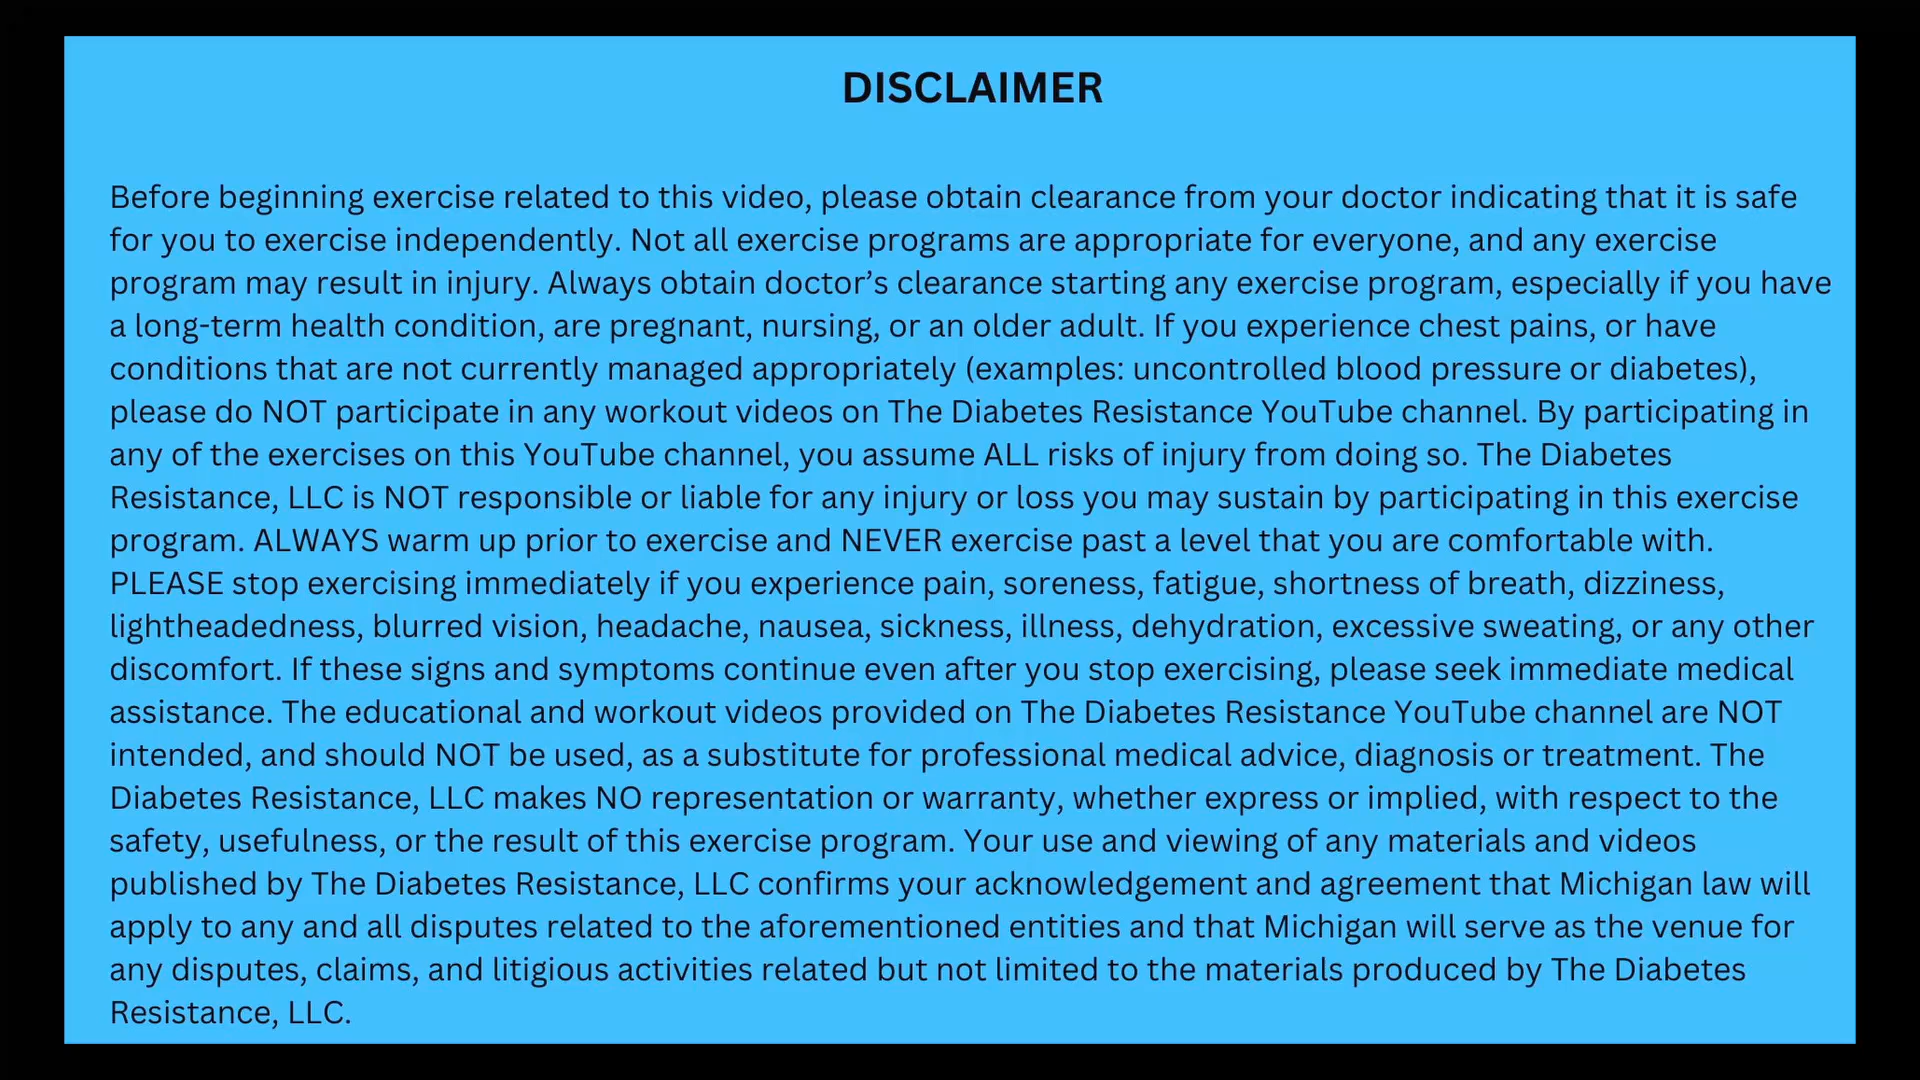 DISCLAIMER
Before beginning exercise related to this video, please obtain clearance from your doctor indicating that it is safe
for you to exercise independently. Not all exercise programs are appropriate for everyone, and any exercise
program may result in injury. Always obtain doctor’s clearance starting any exercise program, especially if you have
a long-term health condition, are pregnant, nursing, or an older adult. If you experience chest pains, or have
conditions that are not currently managed appropriately (examples: uncontrolled blood pressure or diabetes),
please do NOT participate in any workout videos on The Diabetes Resistance YouTube channel. By participating in
any of the exercises on this YouTube channel, you assume ALL risks of injury from doing so. The Diabetes
Resistance, LLC is NOT responsible or liable for any injury or loss you may sustain by participating in this exercise
program. ALWAYS warm up prior to exercise and NEVER exercise past a level that you are comfortable with.
PLEASE stop exercising immediately if you experience pain, soreness, fatigue, shortness of breath, dizziness,
lightheadedness, blurred vision, headache, nausea, sickness, illness, dehydration, excessive sweating, or any other
discomfort. If these signs and symptoms continue even after you stop exercising, please seek immediate medical
assistance. The educational and workout videos provided on The Diabetes Resistance YouTube channel are NOT
intended, and should NOT be used, as a substitute for professional medical advice, diagnosis or treatment. The
Diabetes Resistance, LLC makes NO representation or warranty, whether express or implied, with respect to the
safety, usefulness, or the result of this exercise program. Your use and viewing of any materials and videos
published by The Diabetes Resistance, LLC confirms your acknowledgement and agreement that Michigan law will
apply to any and all disputes related to the aforementioned entities and that Michigan will serve as the venue for
any disputes, claims, and litigious activities related but not limited to the materials produced by The Diabetes
Resistance, LLC.